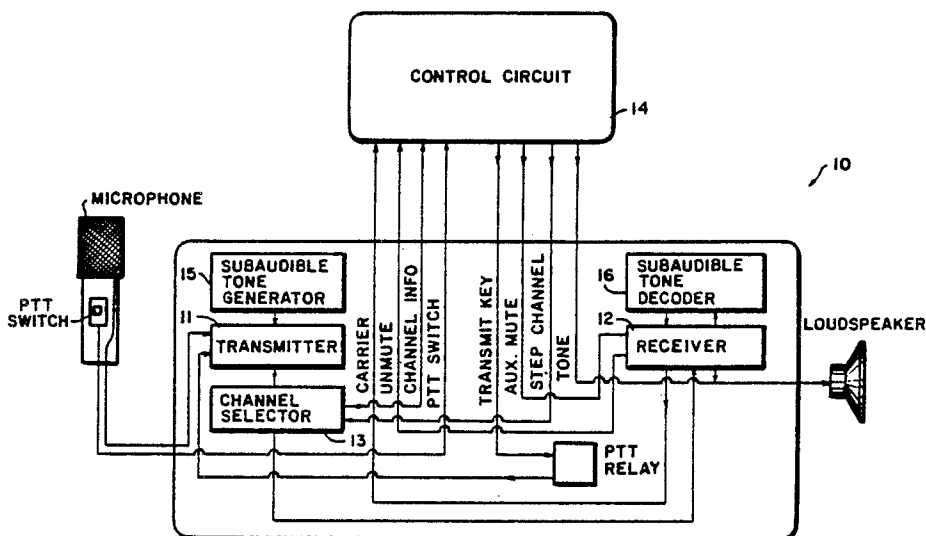 CONTROL CIRCUIT
14
10
MICROPHONE
PTT
SWITCH
15
SUBAUDIBLE
TONE
GENERATOR
11
TRANSMITTER
CHANNEL
SELECTOR
13
CARRIER
UNMUTE
CHANNEL INFO
PTT SWITCH
TRANSMIT KEY
AUX. MUTE
STEP CHANNEL
TONE
16
SUBAUDIBLE
TONE
DECODER
12
RECEIVER
LOUDSPEAKER
PTT
RELAY